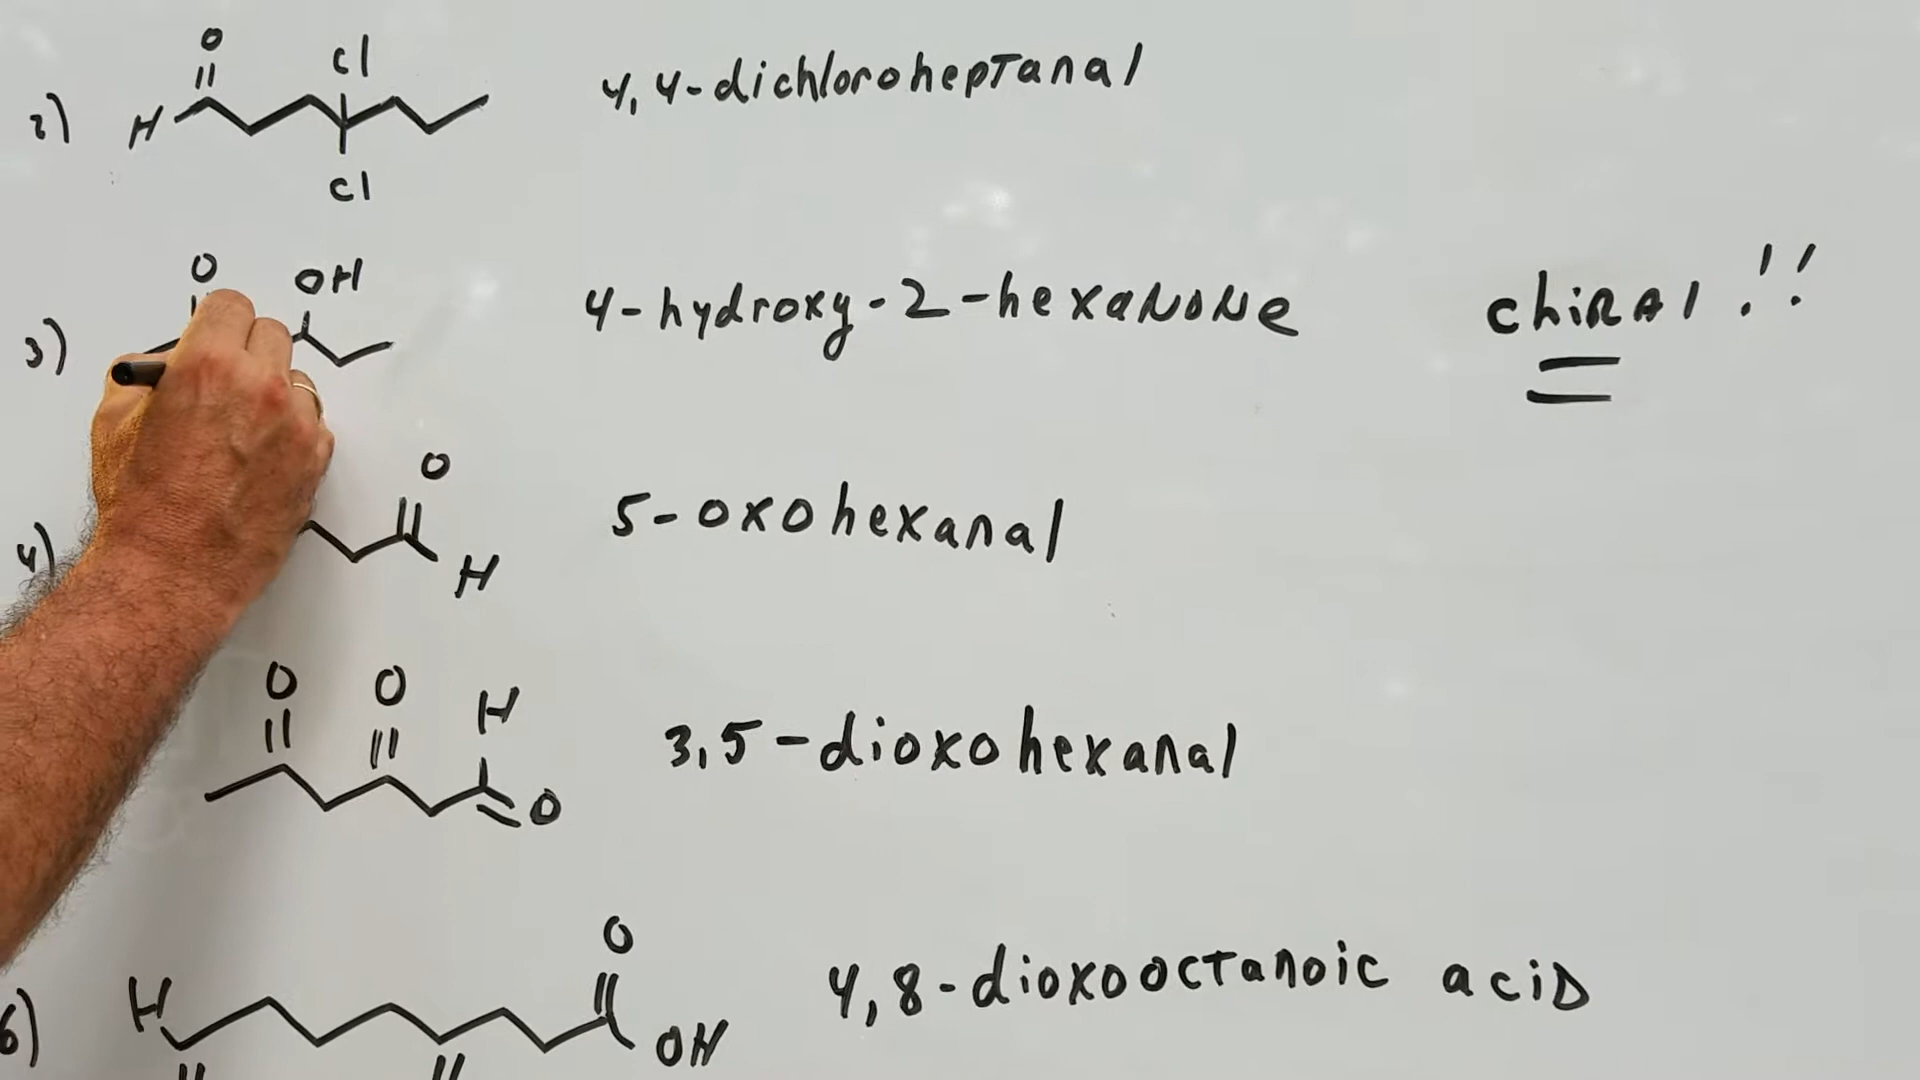 O
Cl
2) H 4,4-dichloroheptanal
Cl
O OH
3) 4-hydroxy-2-hexanone chiral !!
O
4) 5-oxohexanal
H
O O H
3,5-dioxohexanal
O
O
6) H 4,8-dioxooctanoic acid
OH